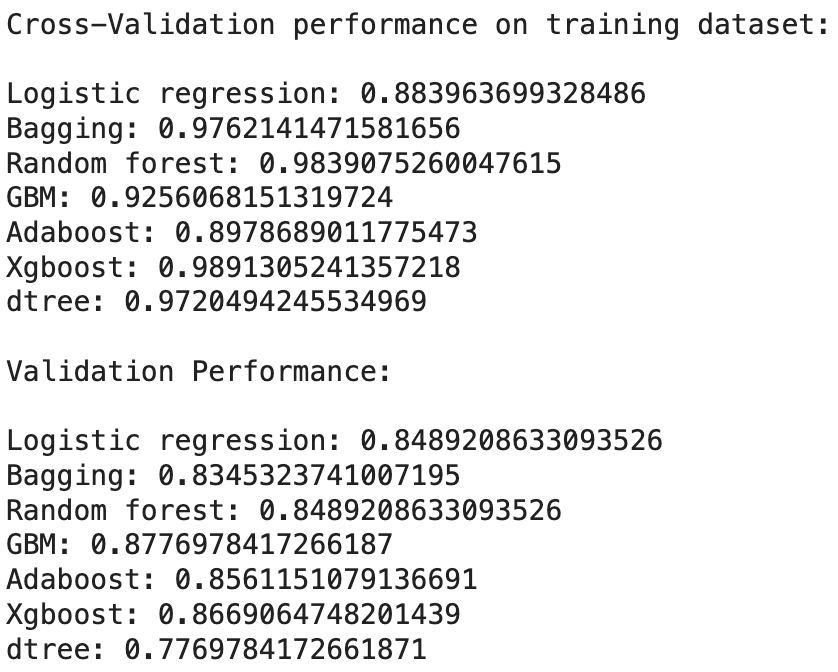 Cross-Validation performance on training dataset:
Logistic regression: 0.883963699328486
Bagging: 0.9762141471581656
Random forest: 0.9839075260047615
GBM: 0.9256068151319724
Adaboost: 0.8978689011775473
Xgboost: 0.9891305241357218
dtree: 0.9720494245534969
Validation Performance:
Logistic regression: 0.8489208633093526
Bagging: 0.8345323741007195
Random forest: 0.8489208633093526
GBM: 0.8776978417266187
Adaboost: 0.8561151079136691
Xgboost: 0.8669064748201439
dtree: 0.7769784172661871